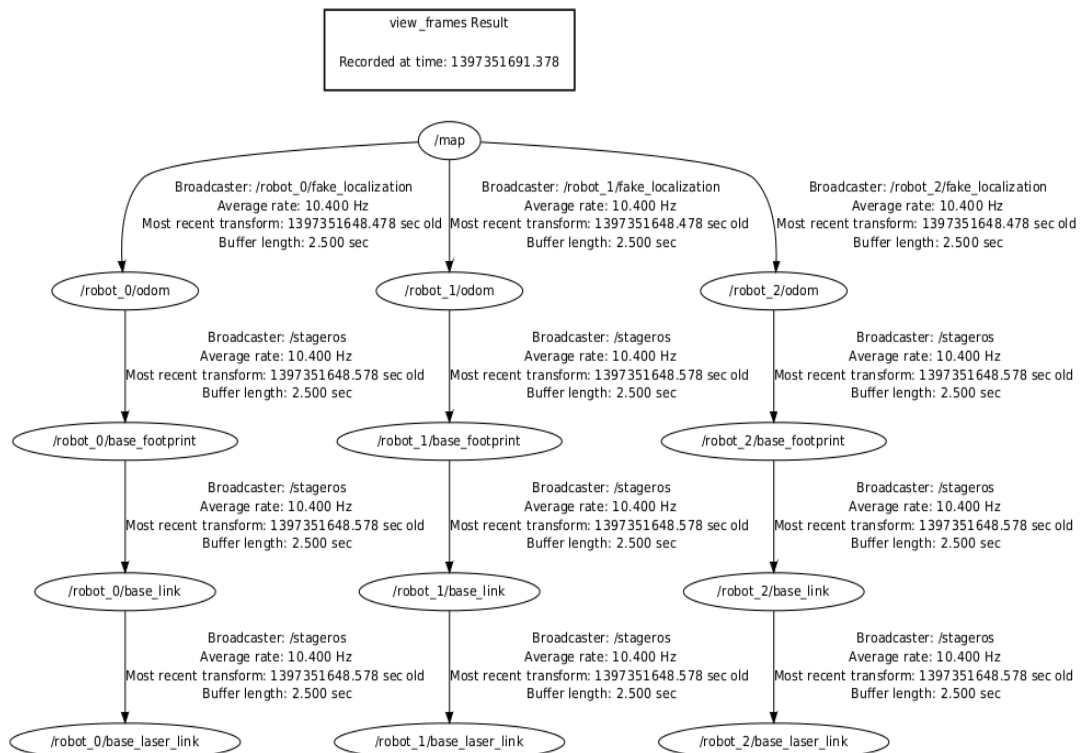 view_frames Result
Recorded at time: 1397351691.378
/map
Broadcaster: /robot_0/fake_localization
Average rate: 10.400 Hz
Most recent transform: 1397351648.478 sec old
Buffer length: 2.500 sec
Broadcaster: /robot_1/fake_localization
Average rate: 10.400 Hz
Most recent transform: 1397351648.478 sec old
Buffer length: 2.500 sec
Broadcaster: /robot_2/fake_localization
Average rate: 10.400 Hz
Most recent transform: 1397351648.478 sec old
Buffer length: 2.500 sec
/robot_0/odom
/robot_1/odom
/robot_2/odom
Broadcaster: /stageros
Average rate: 10.400 Hz
Most recent transform: 1397351648.578 sec old
Buffer length: 2.500 sec
Broadcaster: /stageros
Average rate: 10.400 Hz
Most recent transform: 1397351648.578 sec old
Buffer length: 2.500 sec
Broadcaster: /stageros
Average rate: 10.400 Hz
Most recent transform: 1397351648.578 sec old
Buffer length: 2.500 sec
/robot_0/base_footprint
/robot_1/base_footprint
/robot_2/base_footprint
Broadcaster: /stageros
Average rate: 10.400 Hz
Most recent transform: 1397351648.578 sec old
Buffer length: 2.500 sec
Broadcaster: /stageros
Average rate: 10.400 Hz
Most recent transform: 1397351648.578 sec old
Buffer length: 2.500 sec
Broadcaster: /stageros
Average rate: 10.400 Hz
Most recent transform: 1397351648.578 sec old
Buffer length: 2.500 sec
/robot_0/base_link
/robot_1/base_link
/robot_2/base_link
Broadcaster: /stageros
Average rate: 10.400 Hz
Most recent transform: 1397351648.578 sec old
Buffer length: 2.500 sec
Broadcaster: /stageros
Average rate: 10.400 Hz
Most recent transform: 1397351648.578 sec old
Buffer length: 2.500 sec
Broadcaster: /stageros
Average rate: 10.400 Hz
Most recent transform: 1397351648.578 sec old
Buffer length: 2.500 sec
/robot_0/base_laser_link
/robot_1/base_laser_link
/robot_2/base_laser_link